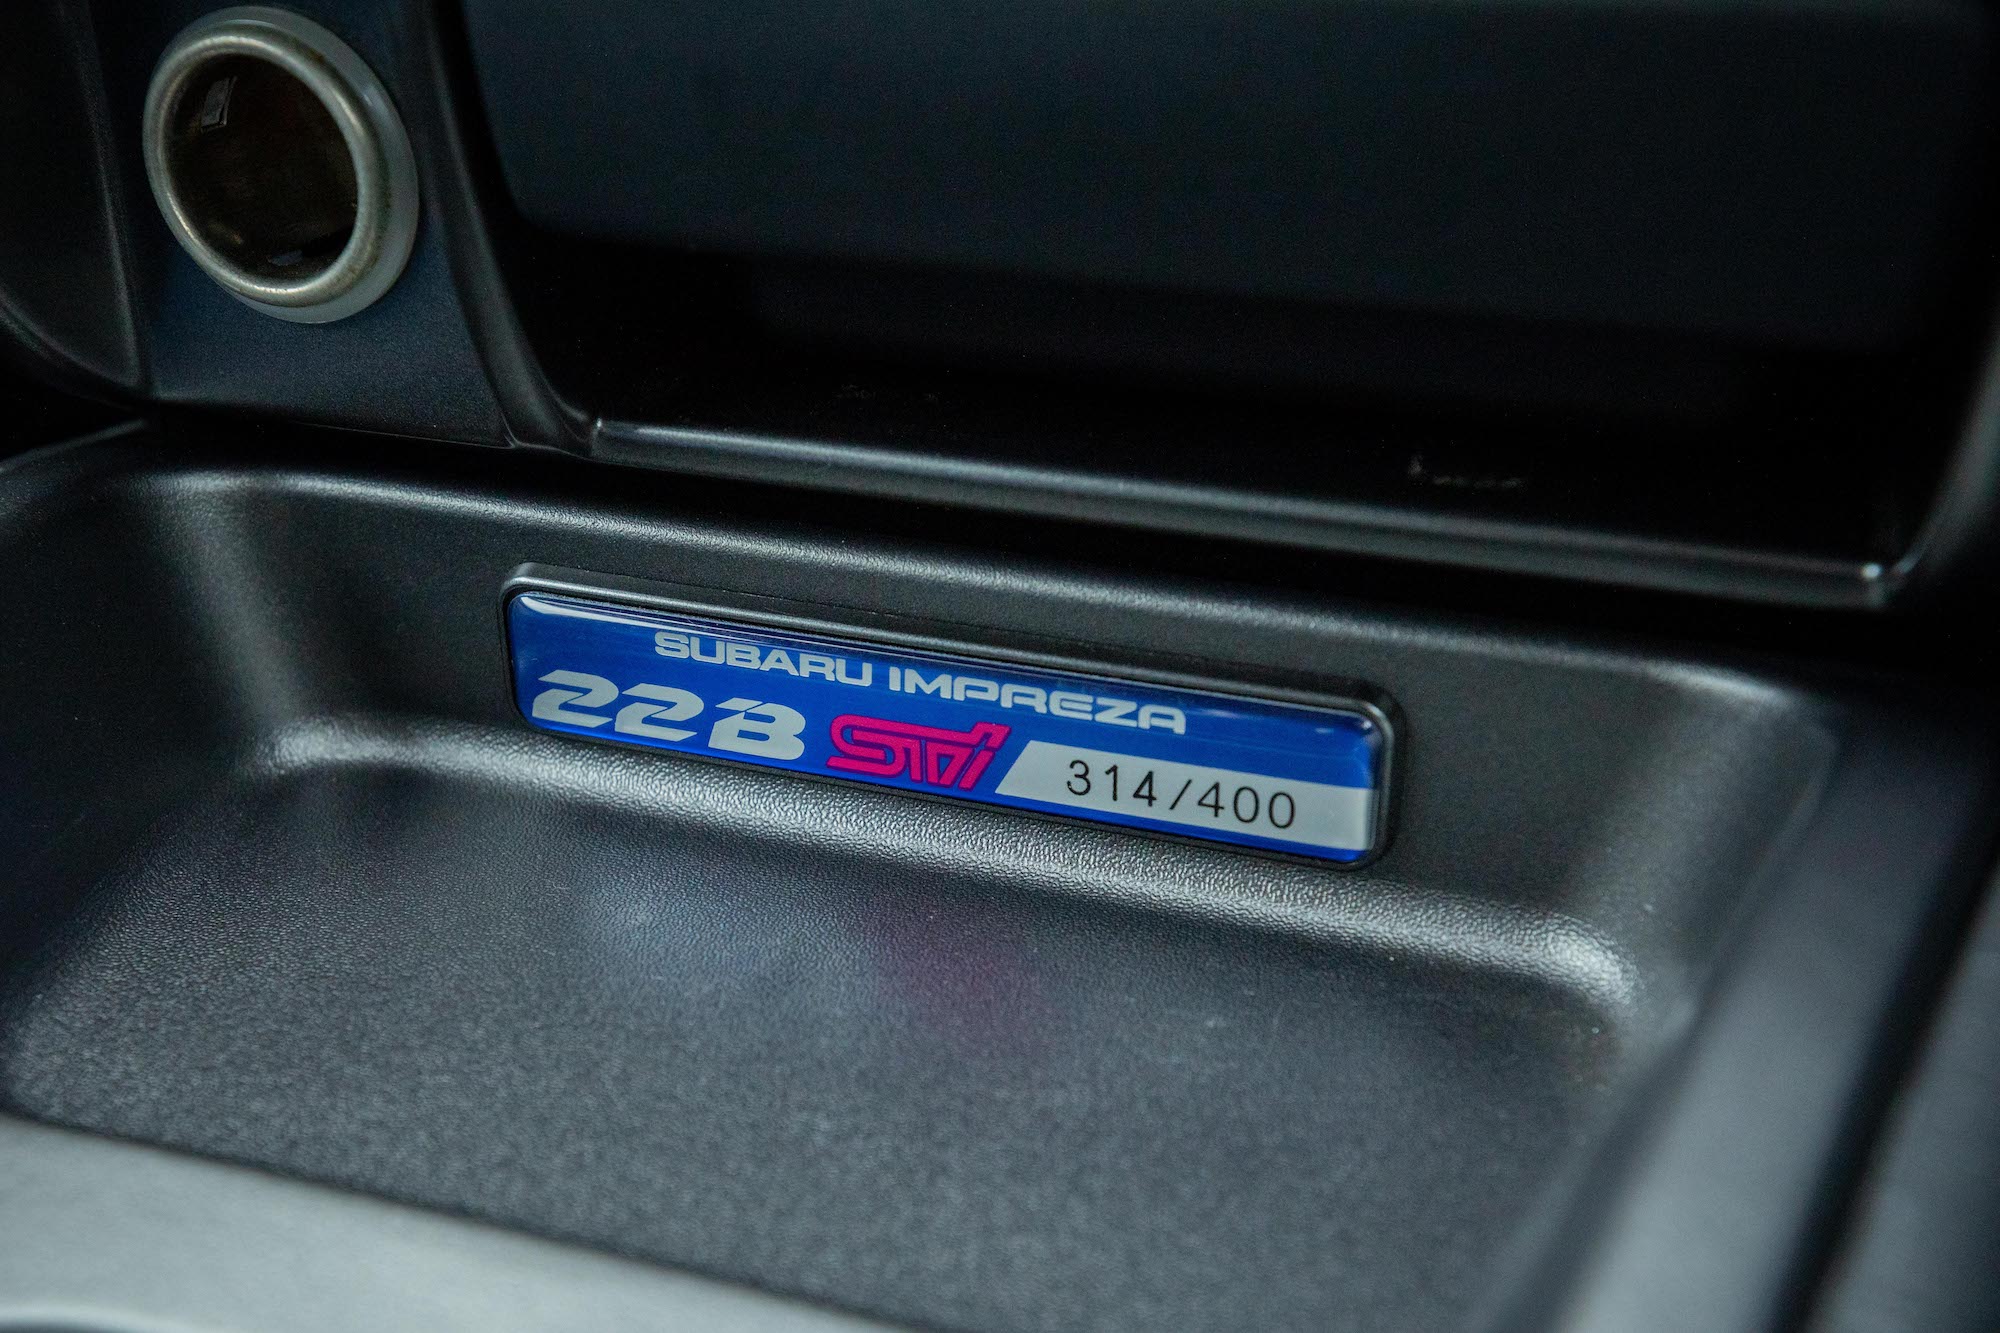 SUBARU IMPREZA
22B STi 314/400